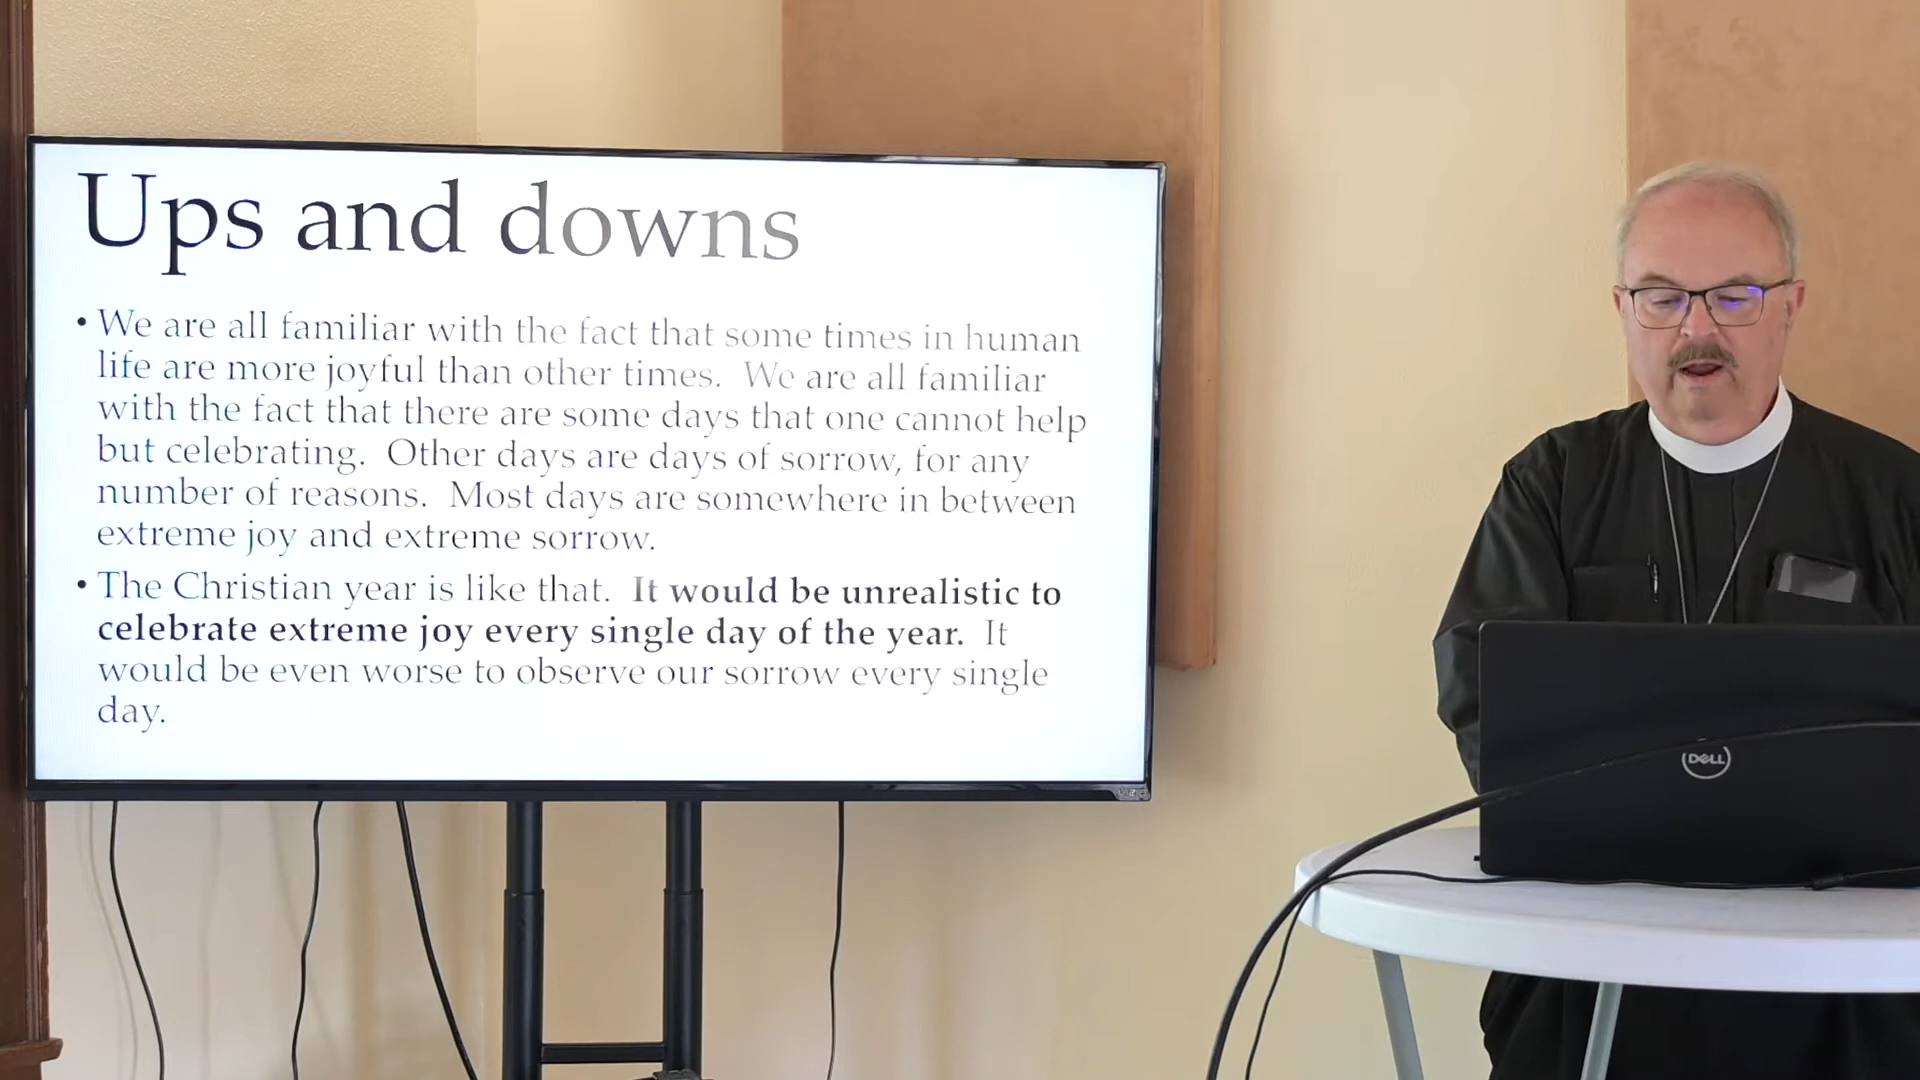 Ups and downs
• We are all familiar with the fact that some times in human
life are more joyful than other times. We are all familiar
with the fact that there are some days that one cannot help
but celebrating. Other days are days of sorrow, for any
number of reasons. Most days are somewhere in between
extreme joy and extreme sorrow.
• The Christian year is like that. It would be unrealistic to
celebrate extreme joy every single day of the year. It
would be even worse to observe our sorrow every single
day.
VIZIO
DELL